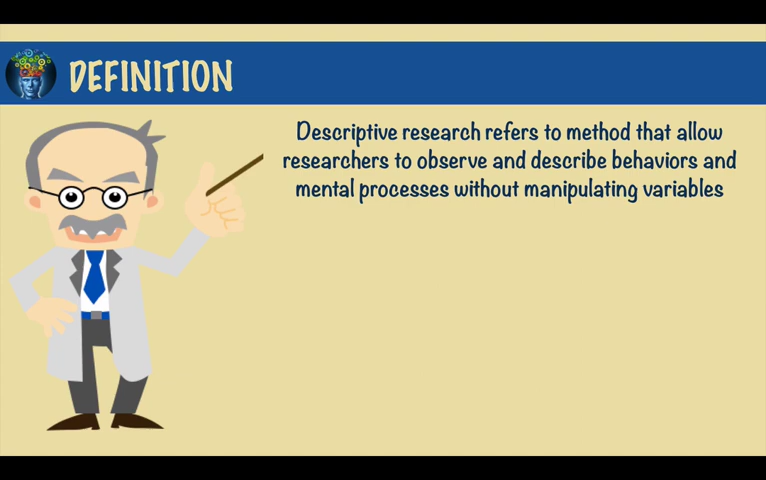 DEFINITION
Descriptive research refers to method that allow
researchers to observe and describe behaviors and
mental processes without manipulating variables